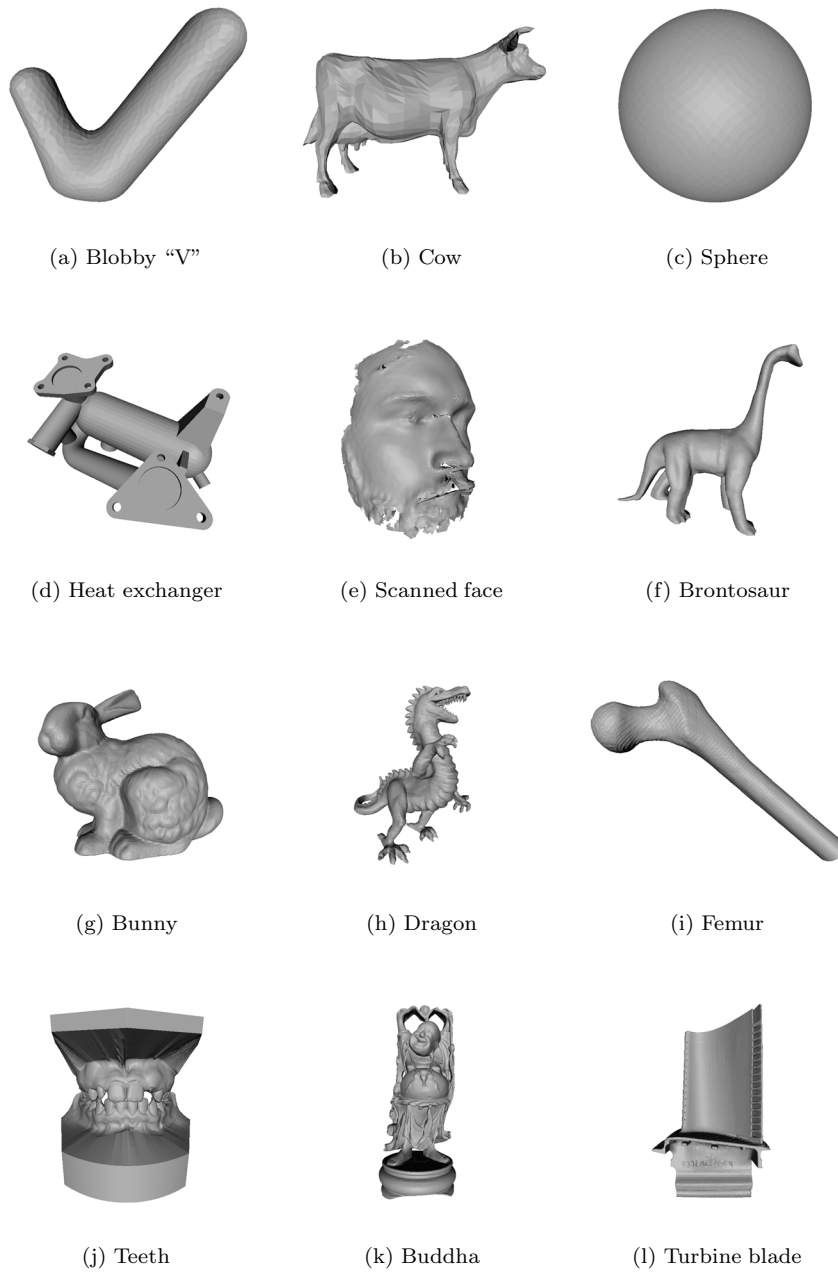 (a) Blobby “V”
(b) Cow
(c) Sphere
(d) Heat exchanger
(e) Scanned face
(f) Brontosaur
(g) Bunny
(h) Dragon
(i) Femur
(j) Teeth
(k) Buddha
(l) Turbine blade